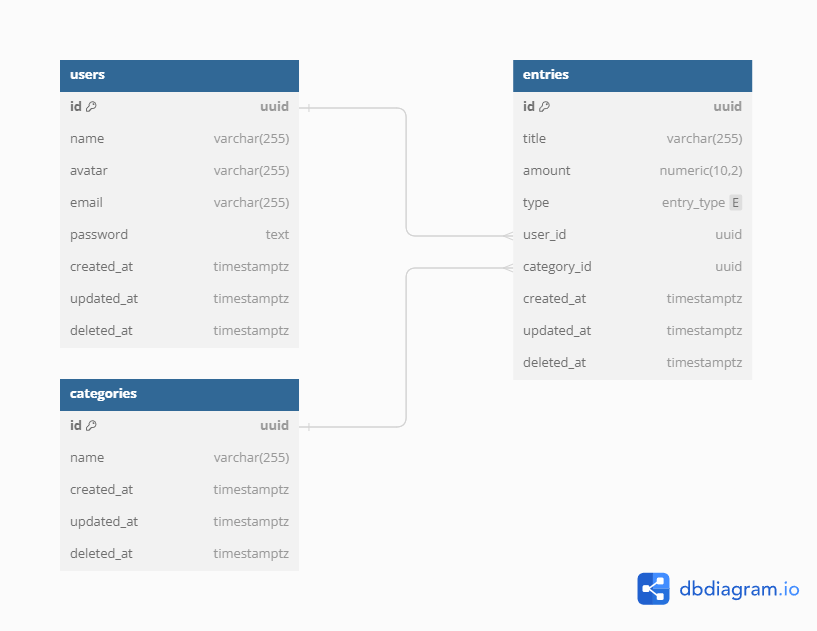 users
id uuid
name varchar(255)
avatar varchar(255)
email varchar(255)
password text
created_at timestamptz
updated_at timestamptz
deleted_at timestamptz
categories
id uuid
name varchar(255)
created_at timestamptz
updated_at timestamptz
deleted_at timestamptz
entries
id uuid
title varchar(255)
amount numeric(10,2)
type entry_type E
user_id uuid
category_id uuid
created_at timestamptz
updated_at timestamptz
deleted_at timestamptz
dbdiagram.io